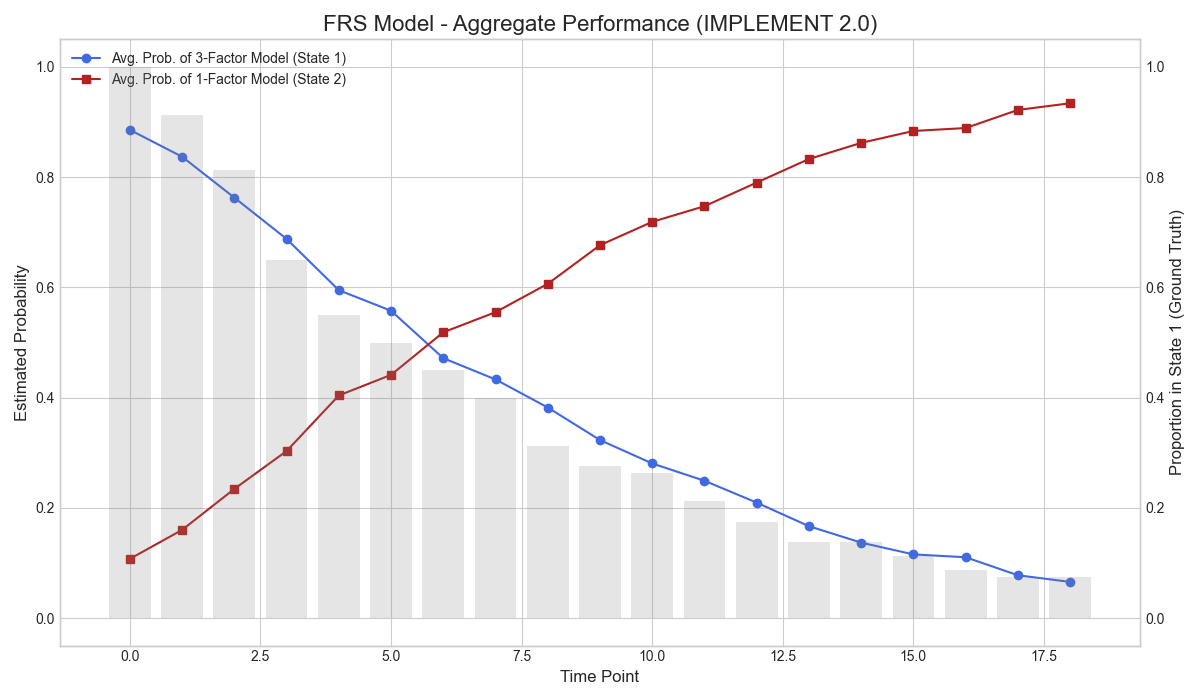 FRS Model - Aggregate Performance (IMPLEMENT 2.0)
Avg. Prob. of 3-Factor Model (State 1)
Avg. Prob. of 1-Factor Model (State 2)
Estimated Probability
1.0
0.8
0.6
0.4
0.2
0.0
1.0
0.8
0.6
0.4
0.2
0.0
Proportion in State 1 (Ground Truth)
0.0 2.5 5.0 7.5 10.0 12.5 15.0 17.5
Time Point